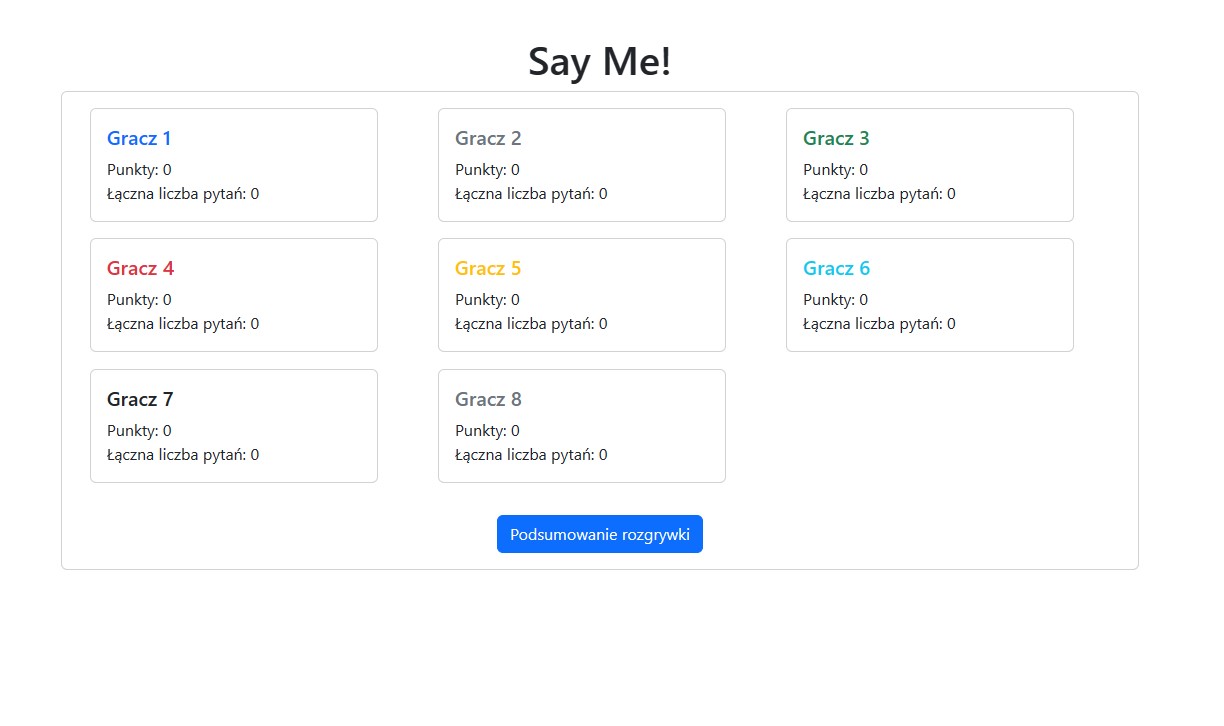 Say Me!
Gracz 1
Punkty: 0
Łączna liczba pytań: 0
Gracz 2
Punkty: 0
Łączna liczba pytań: 0
Gracz 3
Punkty: 0
Łączna liczba pytań: 0
Gracz 4
Punkty: 0
Łączna liczba pytań: 0
Gracz 5
Punkty: 0
Łączna liczba pytań: 0
Gracz 6
Punkty: 0
Łączna liczba pytań: 0
Gracz 7
Punkty: 0
Łączna liczba pytań: 0
Gracz 8
Punkty: 0
Łączna liczba pytań: 0
Podsumowanie rozgrywki